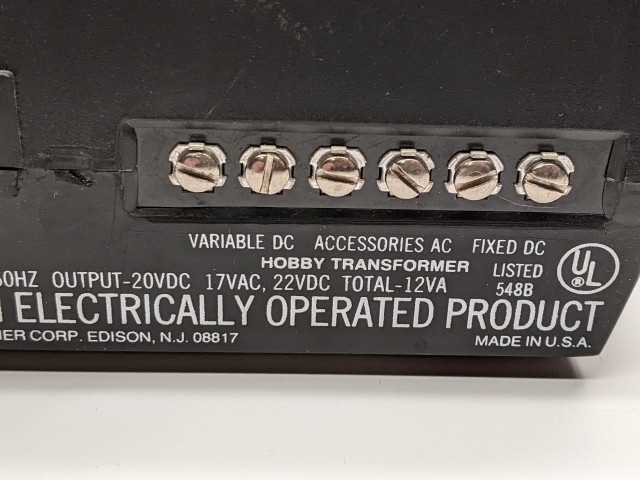 VARIABLE DC ACCESSORIES AC FIXED DC
HOBBY TRANSFORMER LISTED
UL
®
60HZ OUTPUT-20VDC 17VAC, 22VDC TOTAL-12VA 548B
ELECTRICALLY OPERATED PRODUCT
CORP. EDISON, N.J. 08817 MADE IN U.S.A.